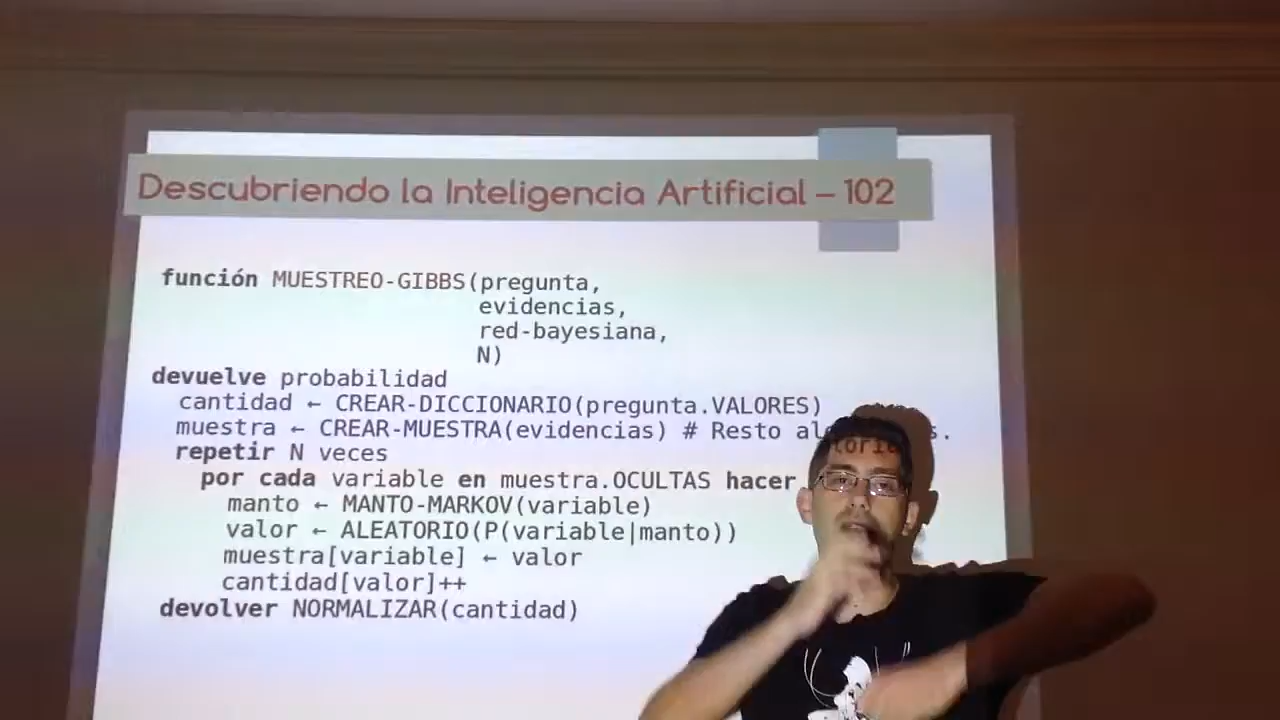 Descubriendo la Inteligencia Artificial – 102
función MUESTREO-GIBBS(pregunta,
evidencias,
red-bayesiana,
N)
devuelve probabilidad
cantidad ← CREAR-DICCIONARIO(pregunta.VALORES)
muestra ← CREAR-MUESTRA(evidencias) # Resto
repetir N veces
por cada variable en muestra.OCULTAS hacer
manto ← MANTO-MARKOV(variable)
valor ← ALEATORIO(P(variable|manto))
muestra[variable] ← valor
cantidad[valor]++
devolver NORMALIZAR(cantidad)